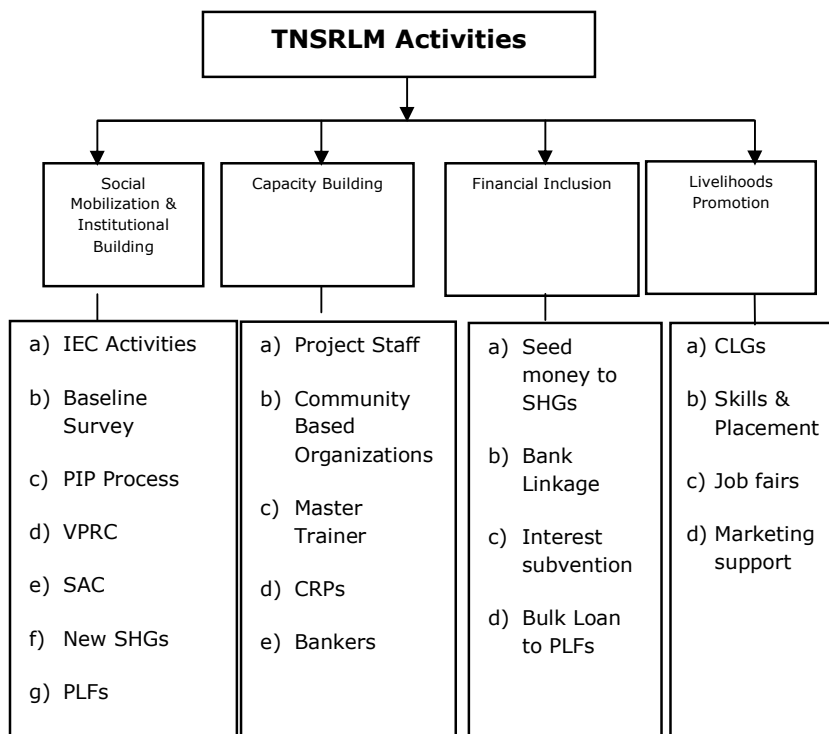 TNSRLM Activities
Social
Mobilization &
Institutional
Building
Capacity Building
Financial Inclusion
Livelihoods
Promotion
a) IEC Activities
b) Baseline
Survey
c) PIP Process
d) VPRC
e) SAC
f) New SHGs
g) PLFs
a) Project Staff
b) Community
Based
Organizations
c) Master
Trainer
d) CRPs
e) Bankers
a) Seed
money to
SHGs
b) Bank
Linkage
c) Interest
subvention
d) Bulk Loan
to PLFs
a) CLGs
b) Skills &
Placement
c) Job fairs
d) Marketing
support